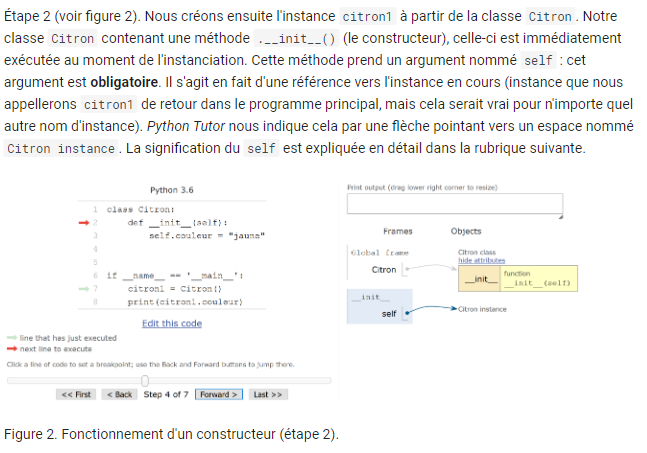 Étape 2 (voir figure 2). Nous créons ensuite l'instance citron1 à partir de la classe Citron. Notre
classe Citron contenant une méthode .__init__() (le constructeur), celle-ci est immédiatement
exécutée au moment de l'instanciation. Cette méthode prend un argument nommé self : cet
argument est obligatoire. Il s'agit en fait d'une référence vers l'instance en cours (instance que nous
appellerons citron1 de retour dans le programme principal, mais cela serait vrai pour n'importe quel
autre nom d'instance). Python Tutor nous indique cela par une flèche pointant vers un espace nommé
Citron instance. La signification du self est expliquée en détail dans la rubrique suivante.
Python 3.6
1 class Citron:
2 def __init__(self):
3 self.couleur = "jaune"
4
5
6 if __name__ == '__main__':
7 citron1 = Citron()
8 print(citron1.couleur)
Edit this code
line that has just executed
next line to execute
Click a line of code to set a breakpoint; use the Back and Forward buttons to jump there.
<< First < Back Step 4 of 7 Forward > Last >>
Print output (drag lower right corner to resize)
Frames Objects
Global frame
Citron
Citron class
hide attributes
__init__
function
__init__(self)
__init__
self
Citron instance
Figure 2. Fonctionnement d'un constructeur (étape 2).